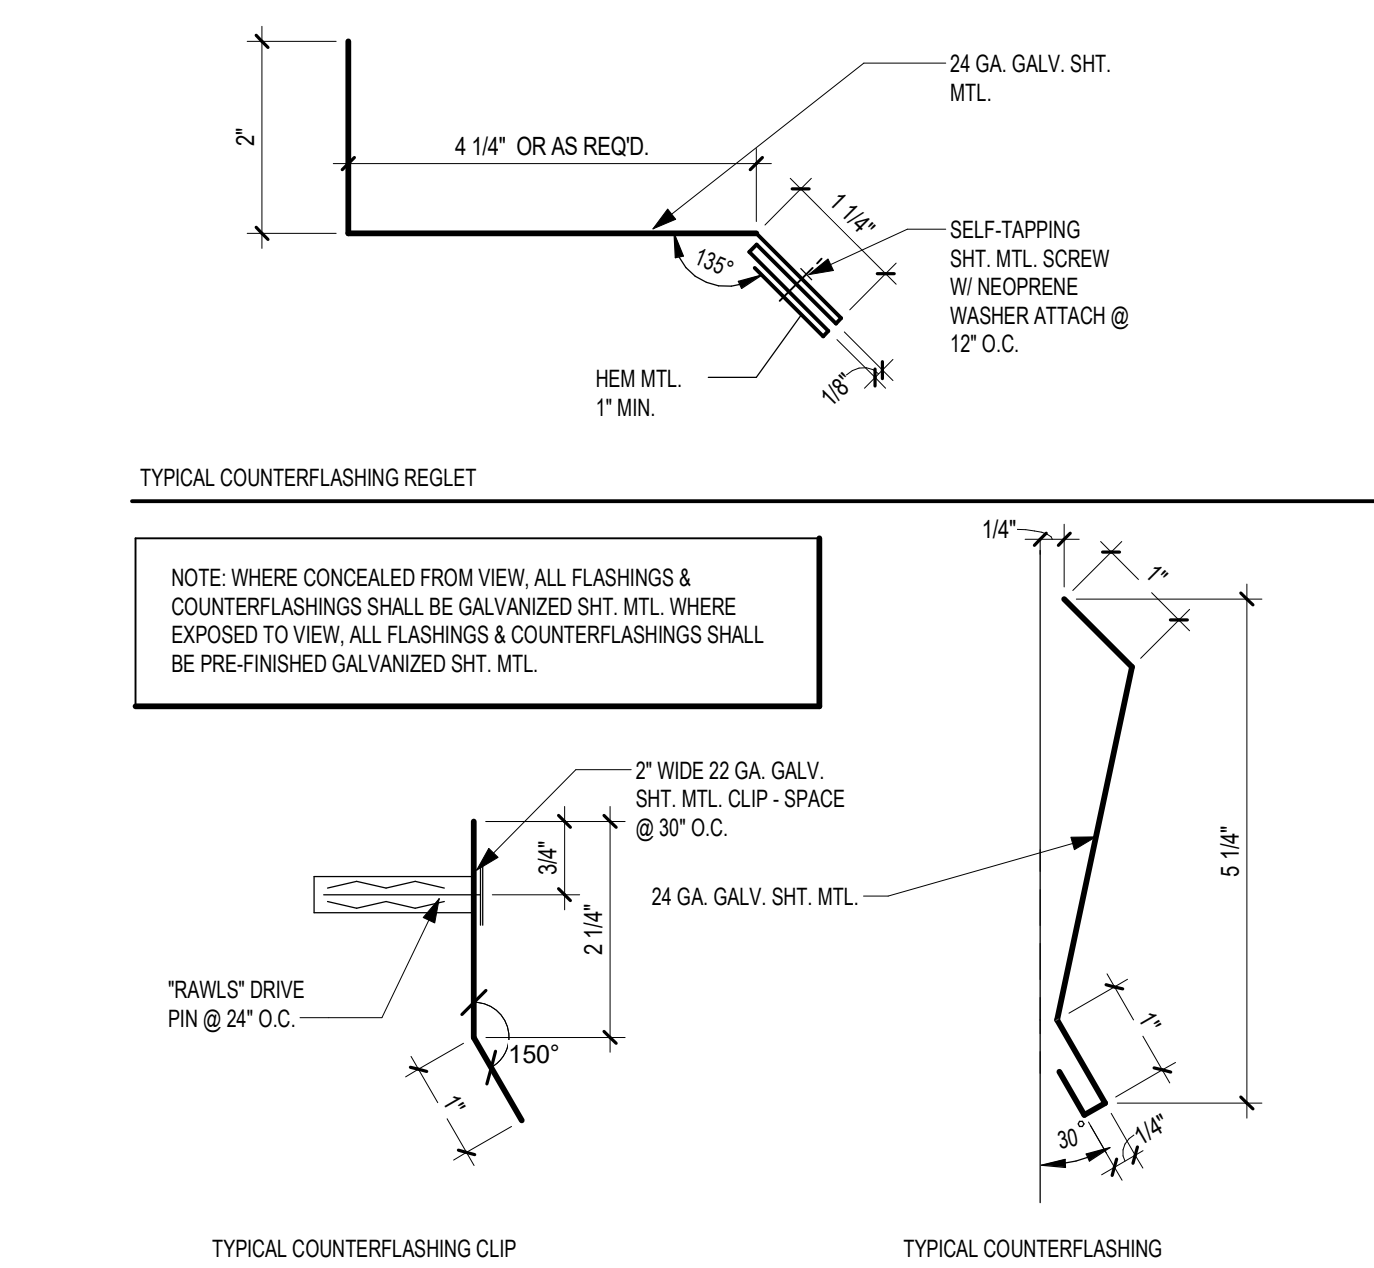 24 GA. GALV. SHT.
MTL.
2"
4 1/4" OR AS REQ'D.
1 1/4"
135°
SELF-TAPPING
SHT. MTL. SCREW
W/ NEOPRENE
WASHER ATTACH @
12" O.C.
HEM MTL.
1" MIN.
1/8"
TYPICAL COUNTERFLASHING REGLET
NOTE: WHERE CONCEALED FROM VIEW, ALL FLASHINGS &
COUNTERFLASHINGS SHALL BE GALVANIZED SHT. MTL. WHERE
EXPOSED TO VIEW, ALL FLASHINGS & COUNTERFLASHINGS SHALL
BE PRE-FINISHED GALVANIZED SHT. MTL.
2" WIDE 22 GA. GALV.
SHT. MTL. CLIP - SPACE
@ 30" O.C.
3/4"
2 1/4"
"RAWLS" DRIVE
PIN @ 24" O.C.
150°
1"
TYPICAL COUNTERFLASHING CLIP
1/4"
1"
5 1/4"
24 GA. GALV. SHT. MTL.
1"
30°
1/4"
TYPICAL COUNTERFLASHING